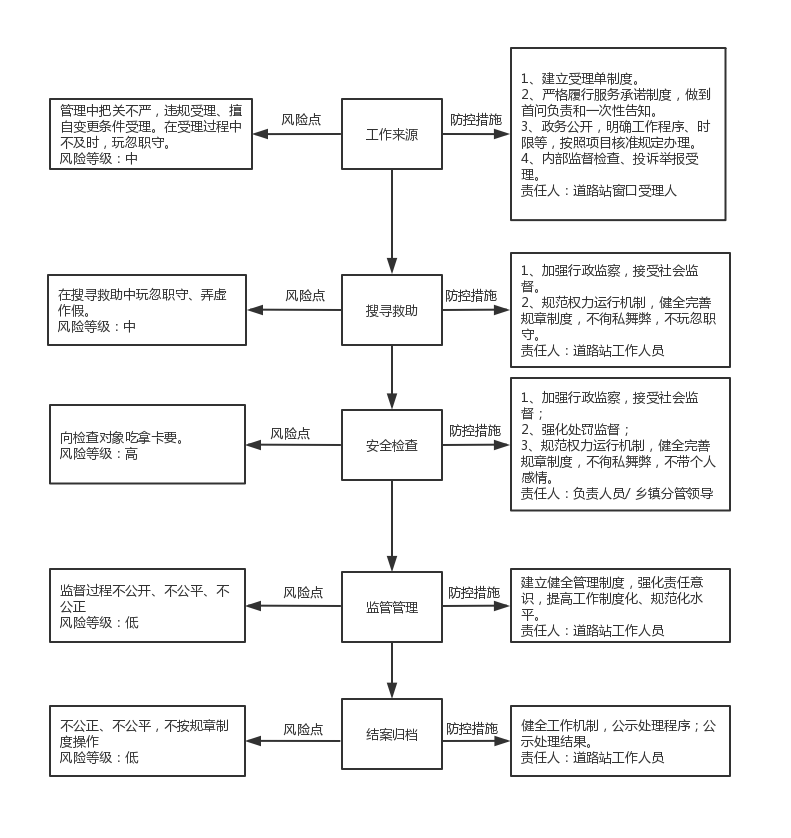 管理中把关不严，违规受理、擅
自变更条件受理。在受理过程中
不及时，玩忽职守。
风险等级：中
风险点
工作来源
防控措施
1、建立受理单制度。
2、严格履行服务承诺制度，做到
首问负责和一次性告知。
3、政务公开，明确工作程序、时
限等，按照项目核准规定办理。
4、内部监督检查、投诉举报受
理。
责任人：道路站窗口受理人
在搜寻救助中玩忽职守、弄虚
作假。
风险等级：中
风险点
搜寻救助
防控措施
1、加强行政监察，接受社会监
督。
2、规范权力运行机制，健全完善
规章制度，不徇私舞弊，不玩忽职
守。
责任人：道路站工作人员
向检查对象吃拿卡要。
风险等级：高
风险点
安全检查
防控措施
1、加强行政监察，接受社会监
督；
2、强化处罚监督；
3、规范权力运行机制，健全完善
规章制度，不徇私舞弊，不带个人
感情。
责任人：负责人员/ 乡镇分管领导
监督过程不公开、不公平、不
公正
风险等级：低
风险点
监管管理
防控措施
建立健全管理制度，强化责任意
识，提高工作制度化、规范化水
平。
责任人：道路站工作人员
不公正、不公平，不按规章制
度操作
风险等级：低
风险点
结案归档
防控措施
健全工作机制，公示处理程序；公
示处理结果。
责任人：道路站工作人员